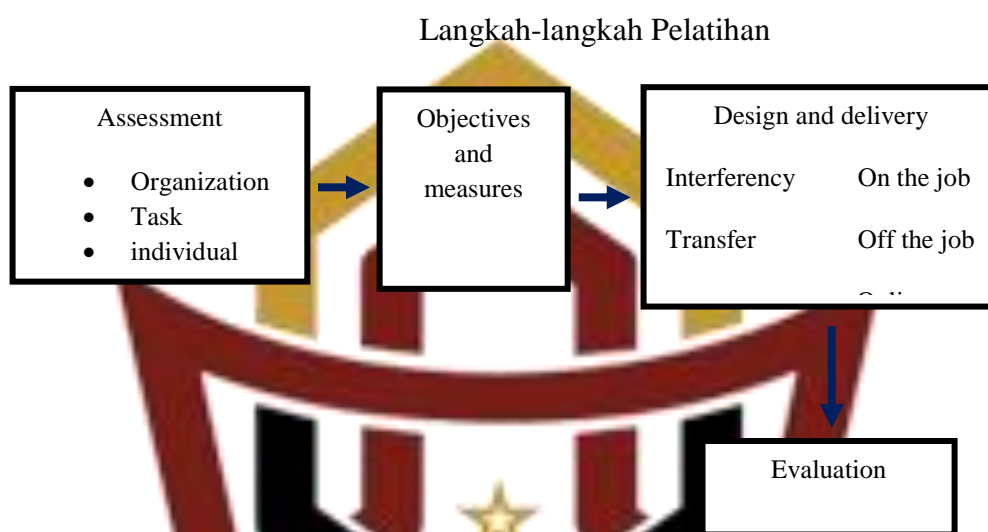 Langkah-langkah Pelatihan
Assessment
• Organization
• Task
• individual
Objectives
and
measures
Design and delivery
Interferency On the job
Transfer Off the job
Evaluation